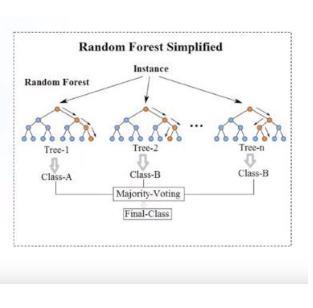 Random Forest Simplified
Instance
Random Forest
Tree-1
Tree-2
...
Tree-n
Class-A
Class-B
Class-B
Majority-Voting
Final-Class